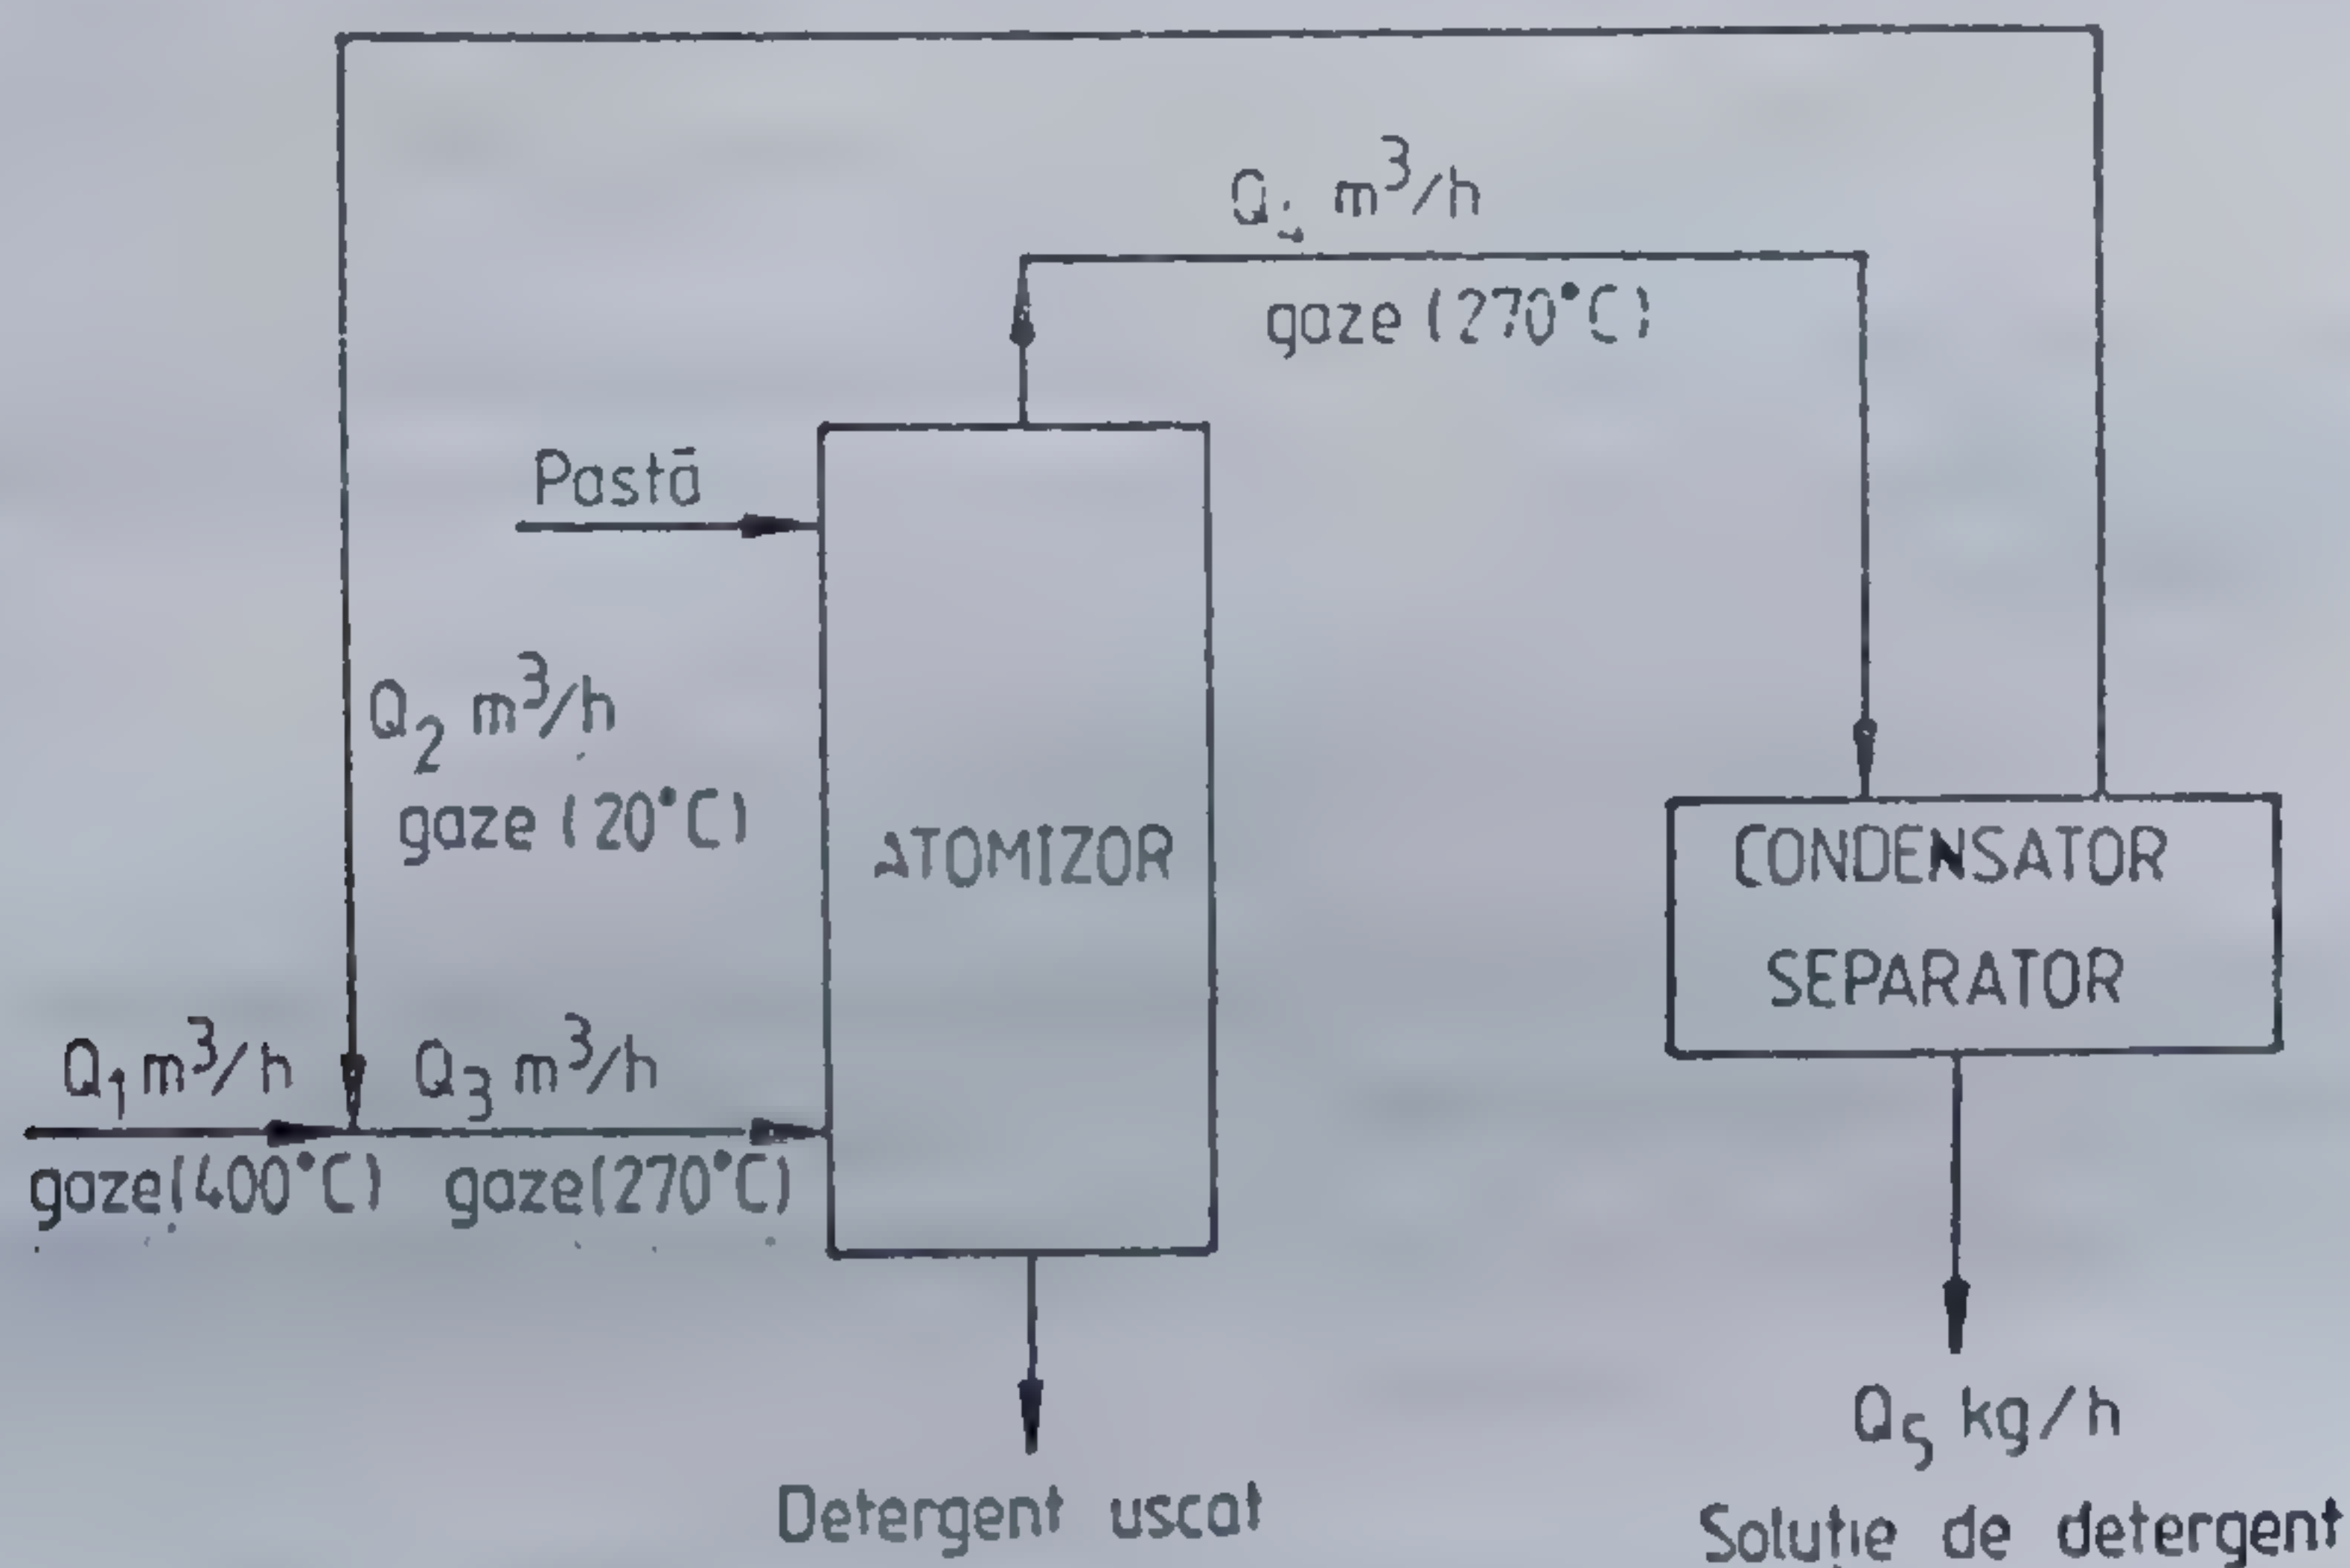 Q m³/h
gaze (270°C)
Pastă
Q₂ m³/h
gaze (20°C)
ATOMIZOR
CONDENSATOR
SEPARATOR
Q₁ m³/h
Q₃ m³/h
gaze (400°C)
gaze (270°C)
Q₅ kg/h
Detergent uscat
Soluție de detergent